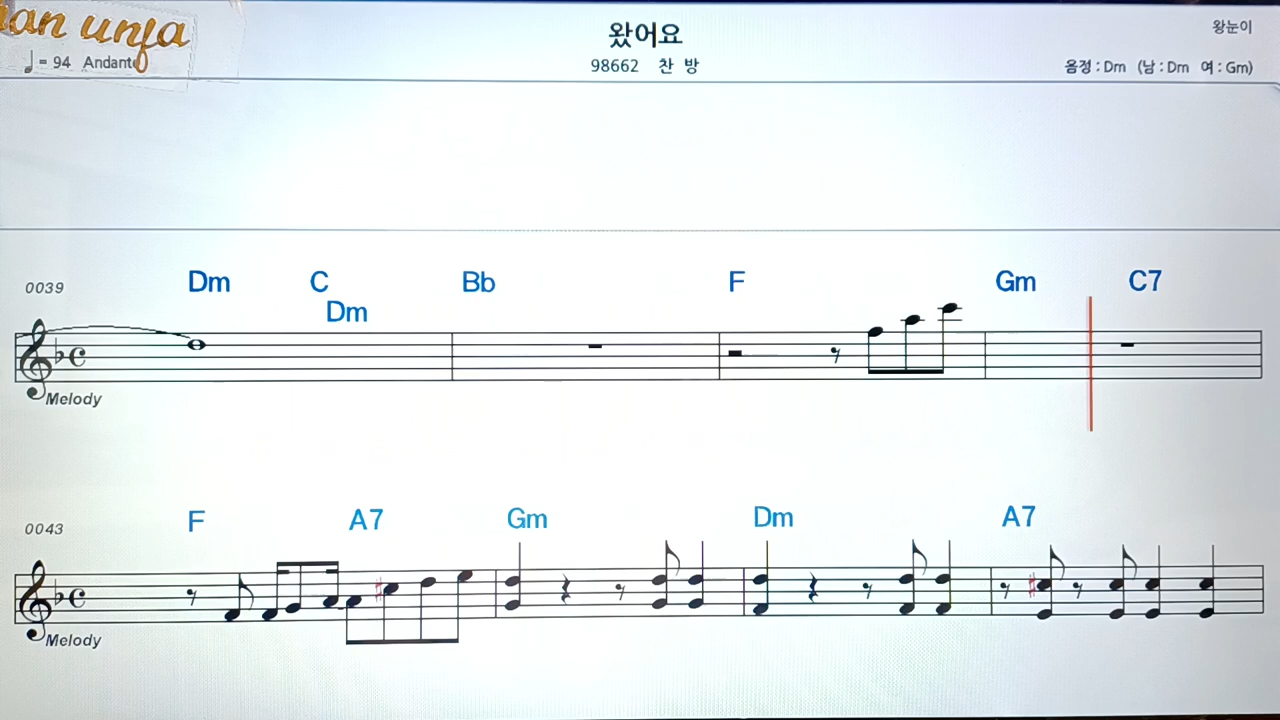 an unfa
왔어요
왕눈이
♩= 94 Andante
98662 찬 방
음정 : Dm (남 : Dm 여 : Gm)
0039
Dm C Dm Bb F Gm C7
Melody
0043
F A7 Gm Dm A7
Melody